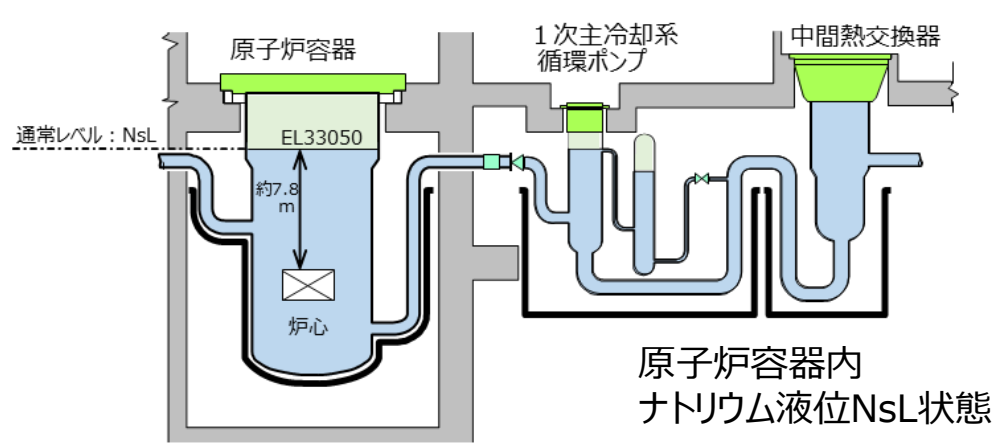 原子炉容器
1次主冷却系
循環ポンプ
中間熱交換器
通常レベル:NsL
EL33050
約7.8
m
炉心
原子炉容器内
ナトリウム液位NsL状態